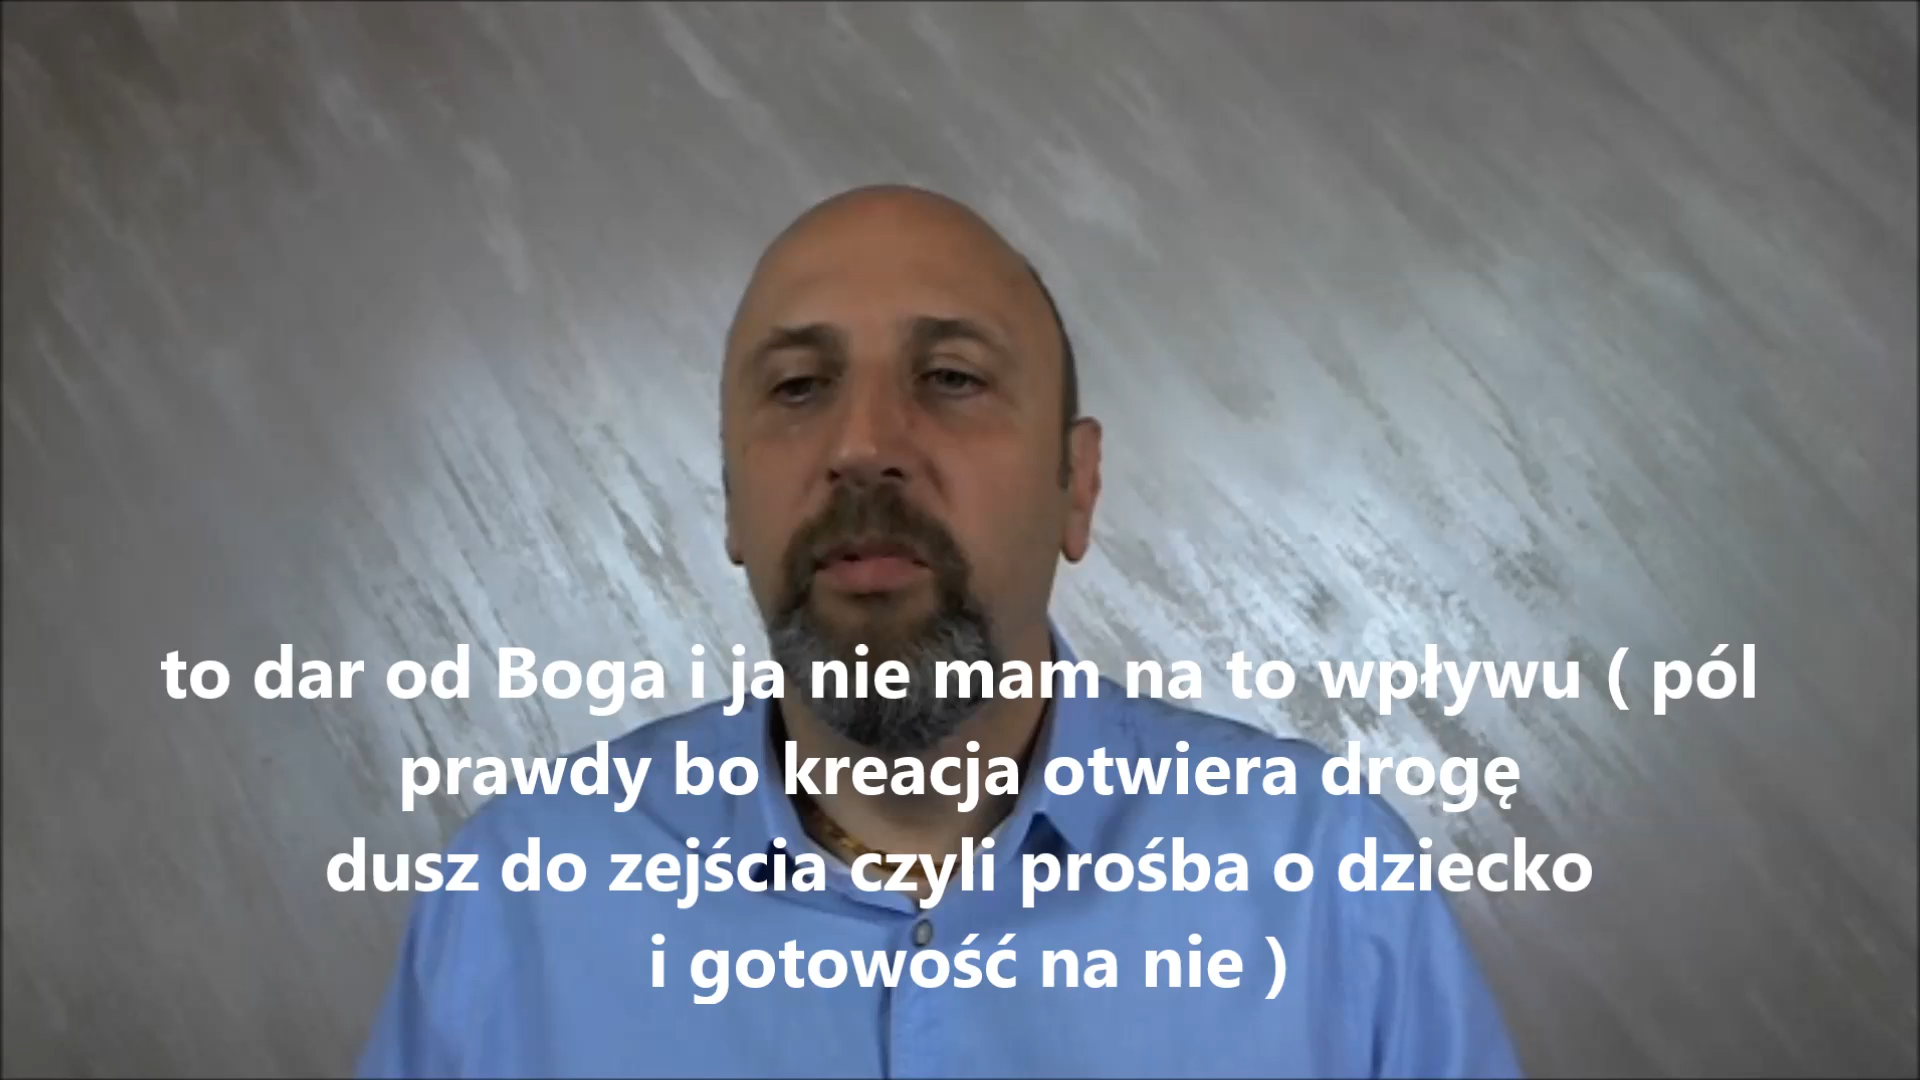 to dar od Boga i ja nie mam na to wpływu ( pól
prawdy bo kreacja otwiera drogę
dusz do zejścia czyli prośba o dziecko
i gotowość na nie )